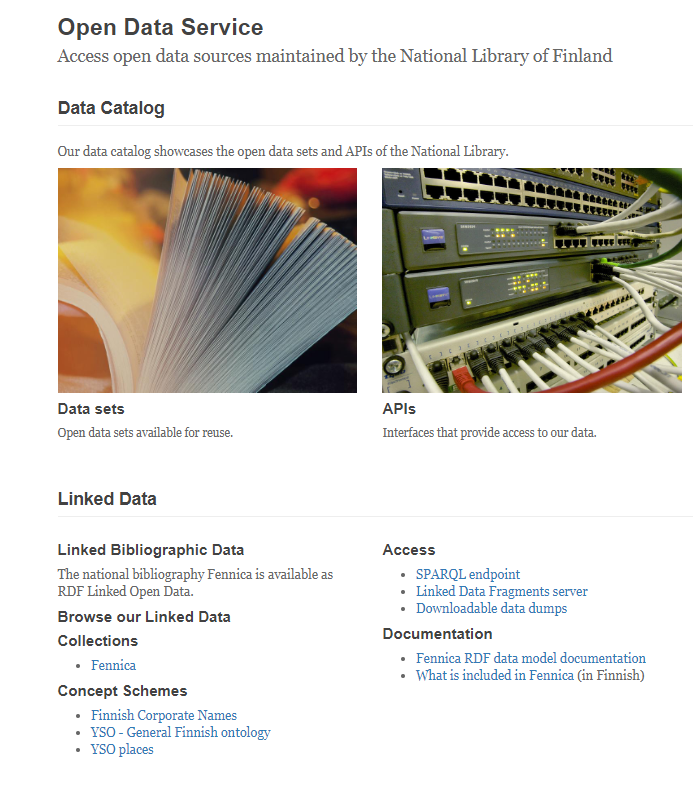 Open Data Service
Access open data sources maintained by the National Library of Finland
Data Catalog
Our data catalog showcases the open data sets and APIs of the National Library.
Data sets
Open data sets available for reuse.
APIs
Interfaces that provide access to our data.
Linked Data
Linked Bibliographic Data
The national bibliography Fennica is available as
RDF Linked Open Data.
Browse our Linked Data
Collections
Fennica
Concept Schemes
Finnish Corporate Names
YSO - General Finnish ontology
YSO places
Access
SPARQL endpoint
Linked Data Fragments server
Downloadable data dumps
Documentation
Fennica RDF data model documentation
What is included in Fennica (in Finnish)